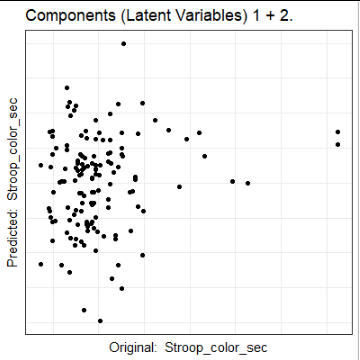 Components (Latent Variables) 1 + 2.
Predicted: Stroop_color_sec
Original: Stroop_color_sec